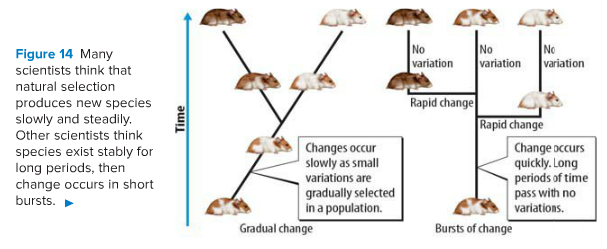 Figure 14 Many
scientists think that
natural selection
produces new species
slowly and steadily.
Other scientists think
species exist stably for
long periods, then
change occurs in short
bursts. ▶
Time
Changes occur
slowly as small
variations are
gradually selected
in a population.
Gradual change
No
variation
No
variation
No
variation
Rapid change
Rapid change
Change occurs
quickly. Long
periods of time
pass with no
variations.
Bursts of change